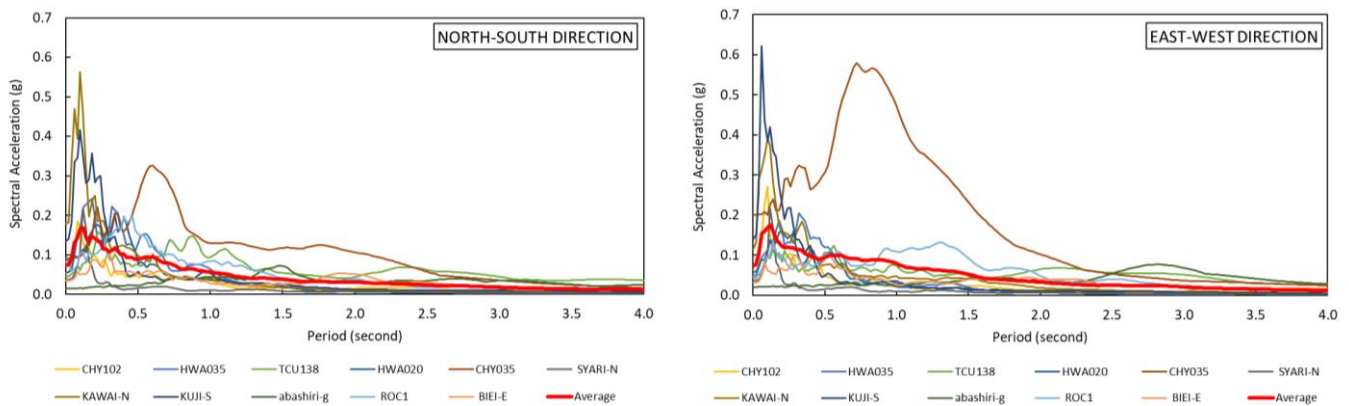 NORTH-SOUTH DIRECTION
Spectral Acceleration (g)
0.7
0.6
0.5
0.4
0.3
0.2
0.1
0.0
0.0 0.5 1.0 1.5 2.0 2.5 3.0 3.5 4.0
Period (second)
CHY102 HWA035 TCU138 HWA020 CHY035 SYARI-N
KAWAI-N KUJI-S abashiri-g ROC1 BIEI-E Average
EAST-WEST DIRECTION
Spectral Acceleration (g)
0.7
0.6
0.5
0.4
0.3
0.2
0.1
0.0
0.0 0.5 1.0 1.5 2.0 2.5 3.0 3.5 4.0
Period (second)
CHY102 HWA035 TCU138 HWA020 CHY035 SYARI-N
KAWAI-N KUJI-S abashiri-g ROC1 BIEI-E Average